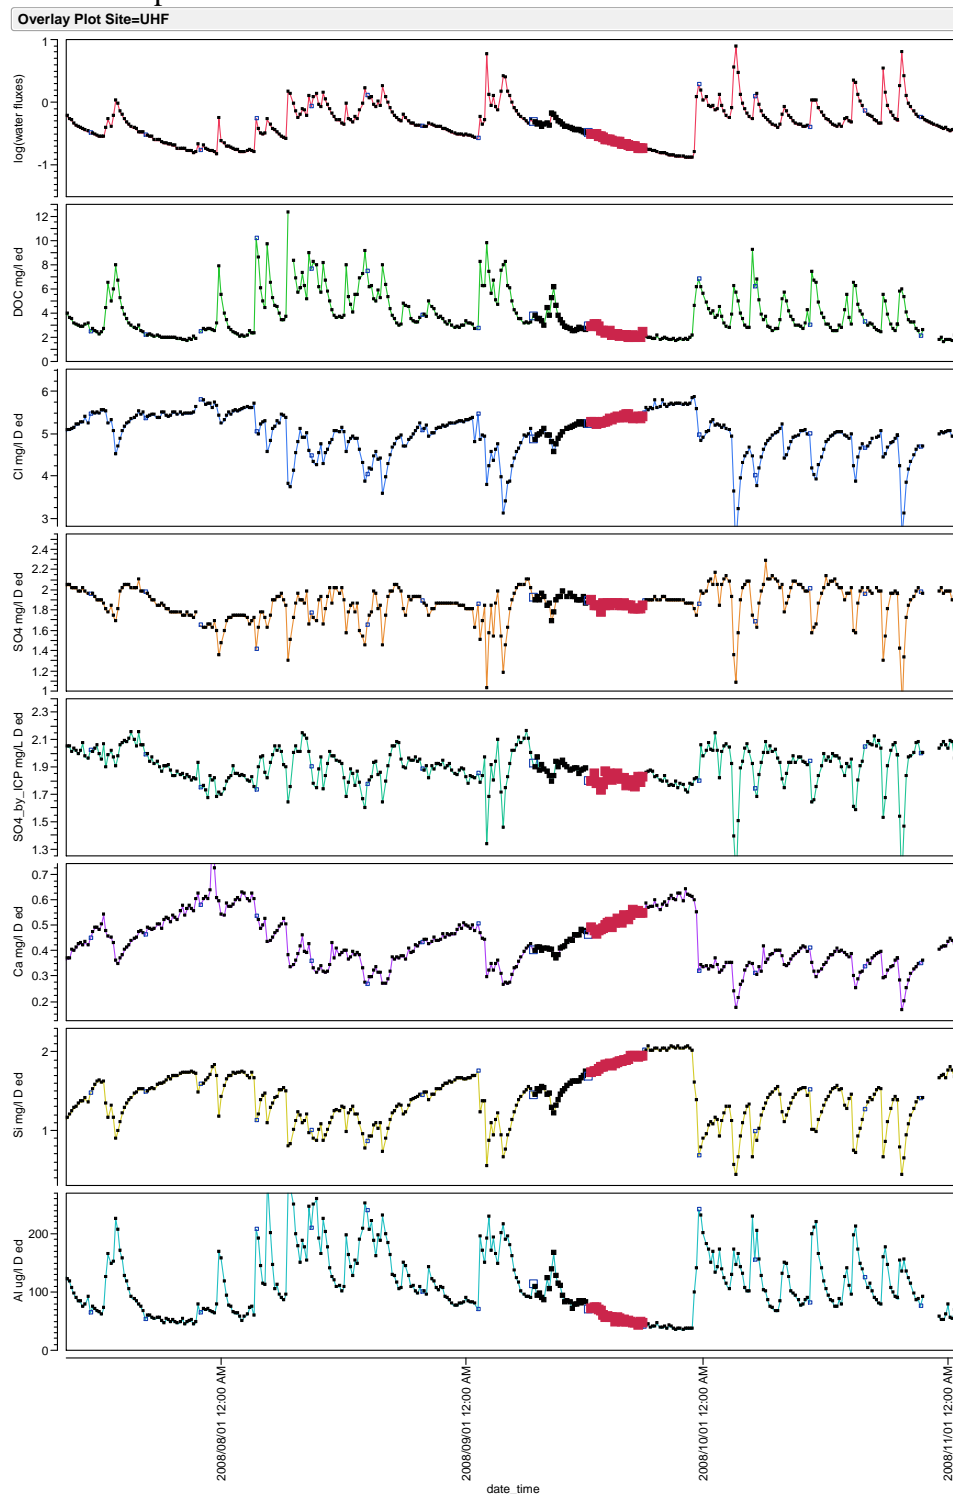 Overlay Plot Site=UHF
1
0
-1
log(water fluxes)
12
10
8
6
4
2
0
DOC mg/l ed
6
5
4
3
Cl mg/l D ed
2.4
2.2
2
1.8
1.6
1.4
1.2
1
SO4 mg/l D ed
2.3
2.1
1.9
1.7
1.5
1.3
SO4_by_ICP mg/L D ed
0.7
0.6
0.5
0.4
0.3
0.2
Ca mg/l D ed
2
1
Si mg/l D ed
200
100
0
Al ug/l D ed
2008/08/01 12:00 AM
2008/09/01 12:00 AM
2008/10/01 12:00 AM
2008/11/01 12:00 AM
date_time